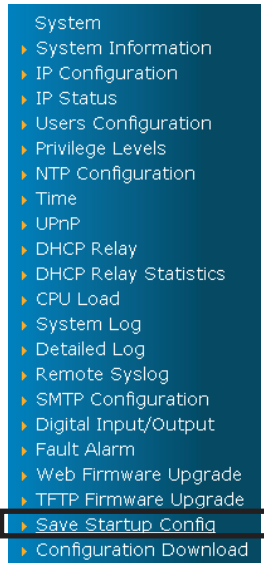 System
System Information
IP Configuration
IP Status
Users Configuration
Privilege Levels
NTP Configuration
Time
UPnP
DHCP Relay
DHCP Relay Statistics
CPU Load
System Log
Detailed Log
Remote Syslog
SMTP Configuration
Digital Input/Output
Fault Alarm
Web Firmware Upgrade
TFTP Firmware Upgrade
Save Startup Config
Configuration Download